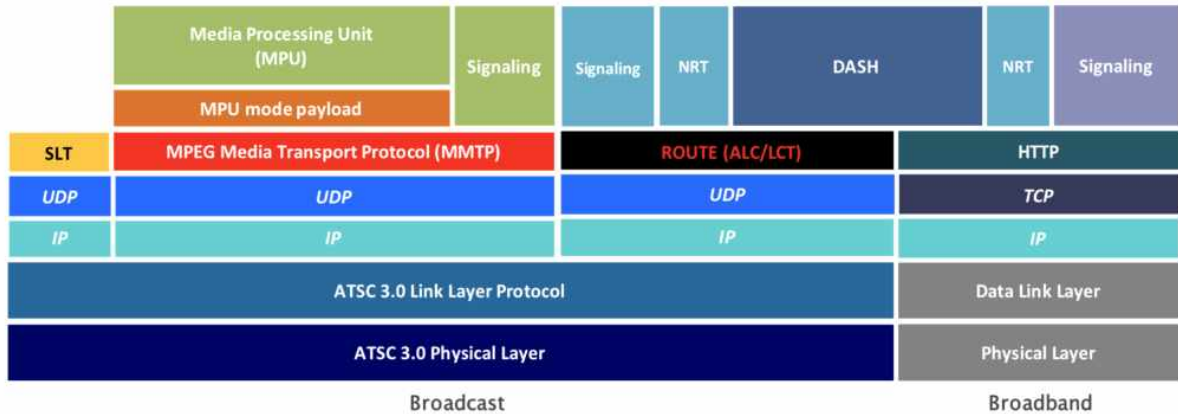 Media Processing Unit
(MPU)
Signaling
Signaling
NRT
DASH
NRT
Signaling
MPU mode payload
SLT
MPEG Media Transport Protocol (MMTP)
ROUTE (ALC/LCT)
HTTP
UDP
UDP
UDP
TCP
IP
IP
IP
IP
ATSC 3.0 Link Layer Protocol
Data Link Layer
ATSC 3.0 Physical Layer
Physical Layer
Broadcast
Broadband